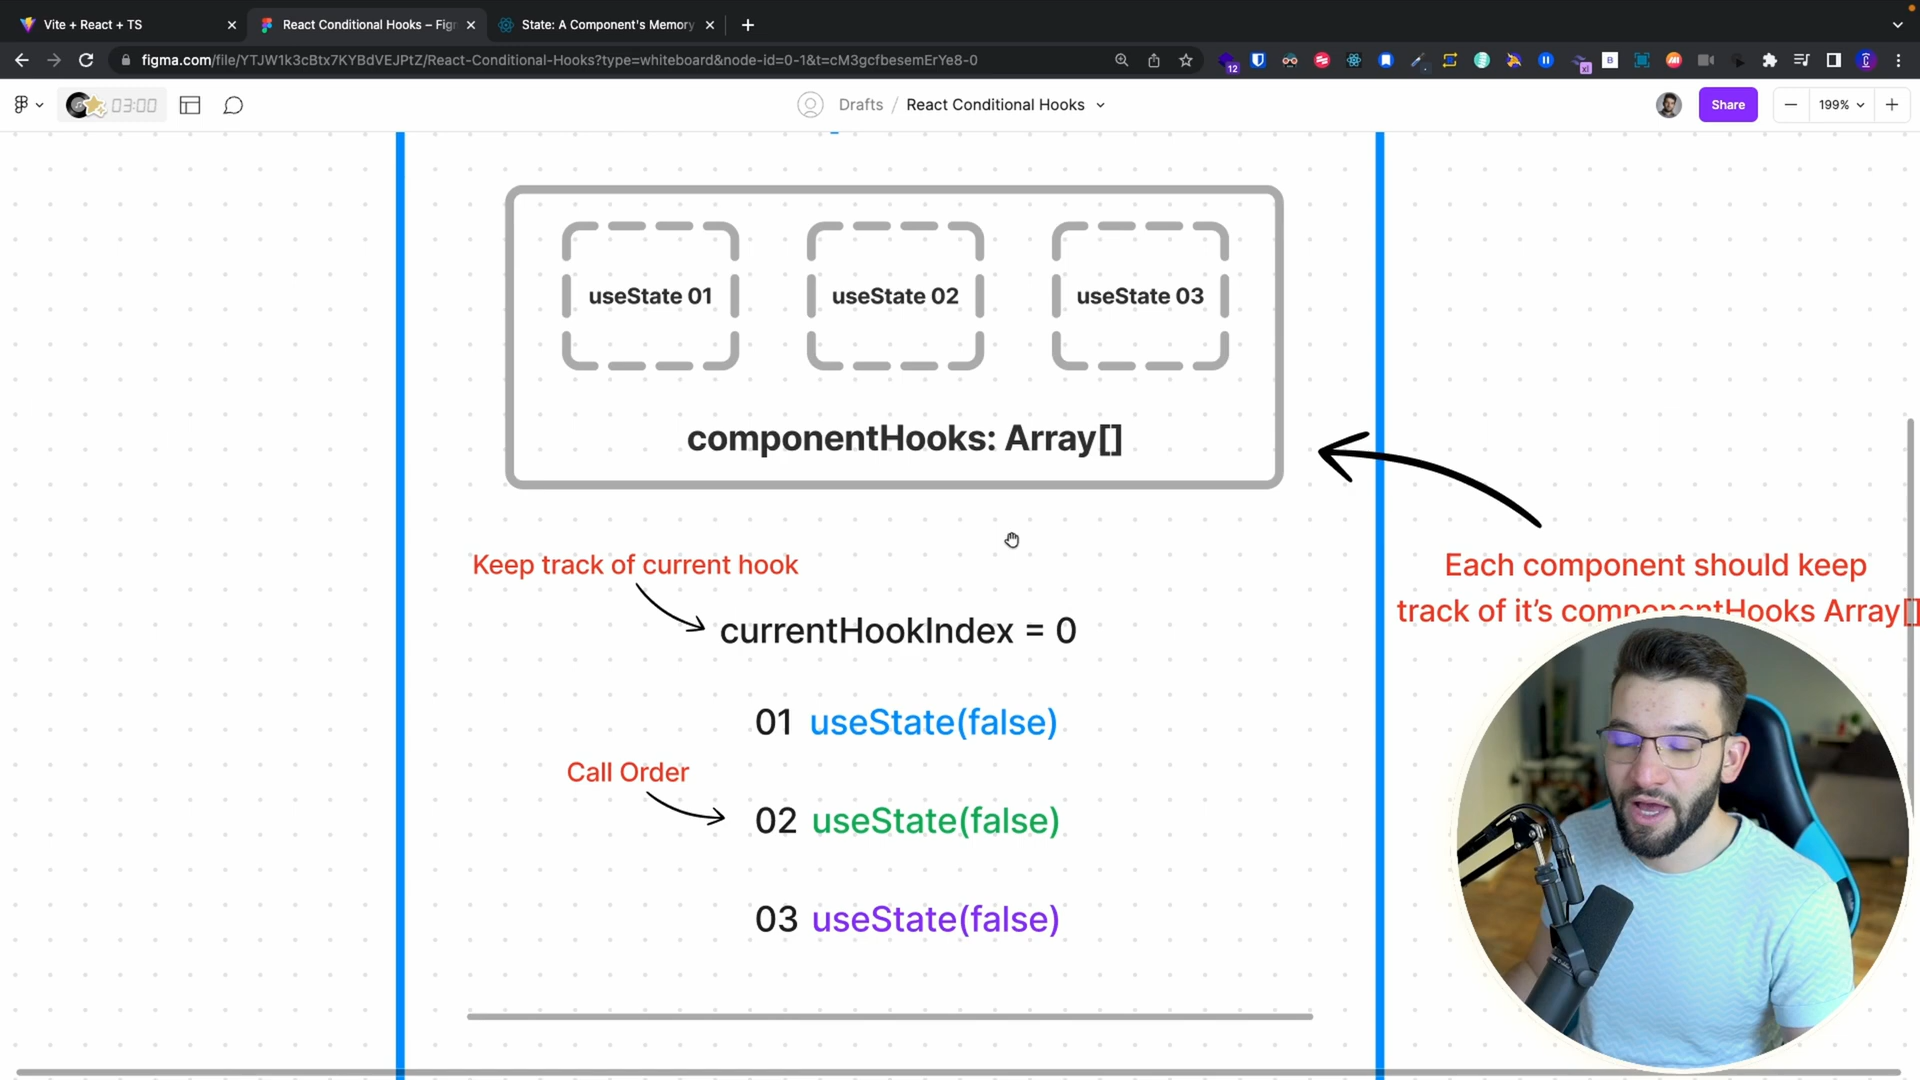 Vite + React + TS
React Conditional Hooks – Fig
State: A Component's Memory
figma.com/file/YTJW1k3cBtx7KYBdVEJPtZ/React-Conditional-Hooks?type=whiteboard&node-id=0-1&t=cM3gcfbesemErYe8-0
12
xl
B
03:00
Drafts / React Conditional Hooks
Share
199%
useState 01
useState 02
useState 03
componentHooks: Array[]
Keep track of current hook
currentHookIndex = 0
Each component should keep
track of it's componentHooks Array[]
01 useState(false)
Call Order
02 useState(false)
03 useState(false)